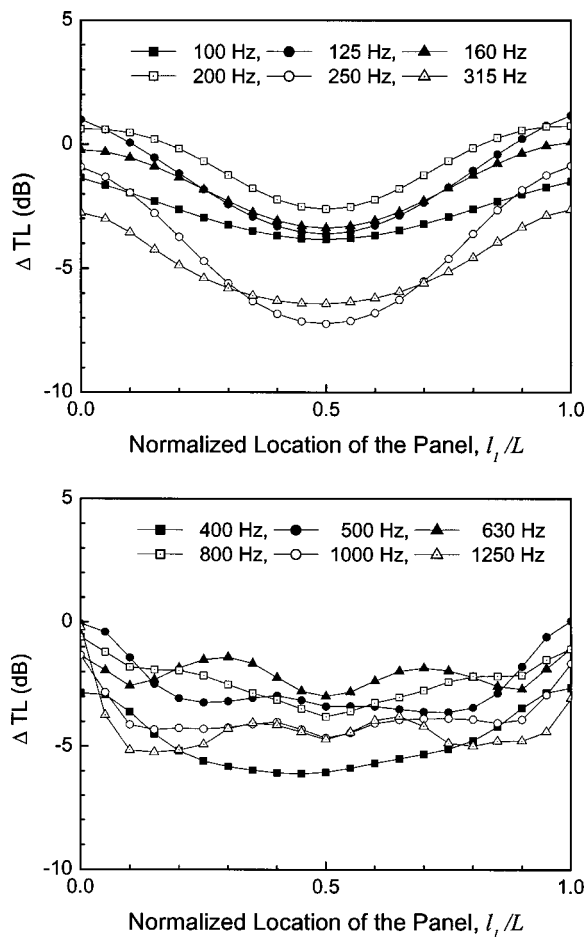 5
100 Hz, 125 Hz, 160 Hz
200 Hz, 250 Hz, 315 Hz
0
Δ TL (dB)
-5
-10
0.0 0.5 1.0
Normalized Location of the Panel, l₁/L
5
400 Hz, 500 Hz, 630 Hz
800 Hz, 1000 Hz, 1250 Hz
0
Δ TL (dB)
-5
-10
0.0 0.5 1.0
Normalized Location of the Panel, l₁/L